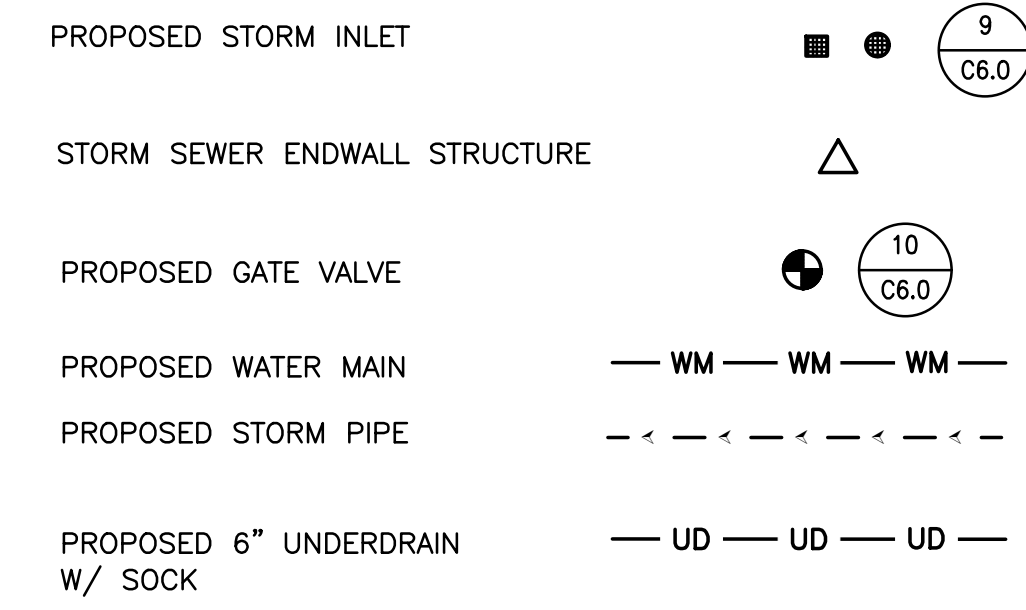 PROPOSED STORM INLET
9
C6.0
STORM SEWER ENDWALL STRUCTURE
PROPOSED GATE VALVE
10
C6.0
PROPOSED WATER MAIN
WM WM WM
PROPOSED STORM PIPE
PROPOSED 6" UNDERDRAIN
W/ SOCK
UD UD UD